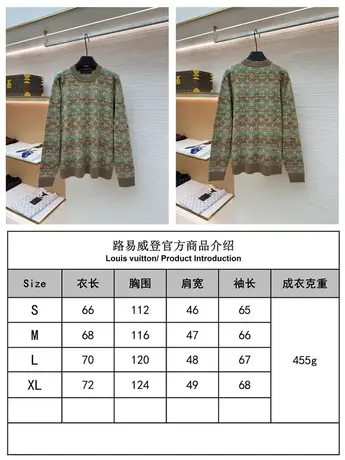 路易威登官方商品介绍
Louis vuitton/ Product Introduction
Size 衣长 胸围 肩宽 袖长 成衣克重
S 66 112 46 65
M 68 116 47 66
L 70 120 48 67 455g
XL 72 124 49 68